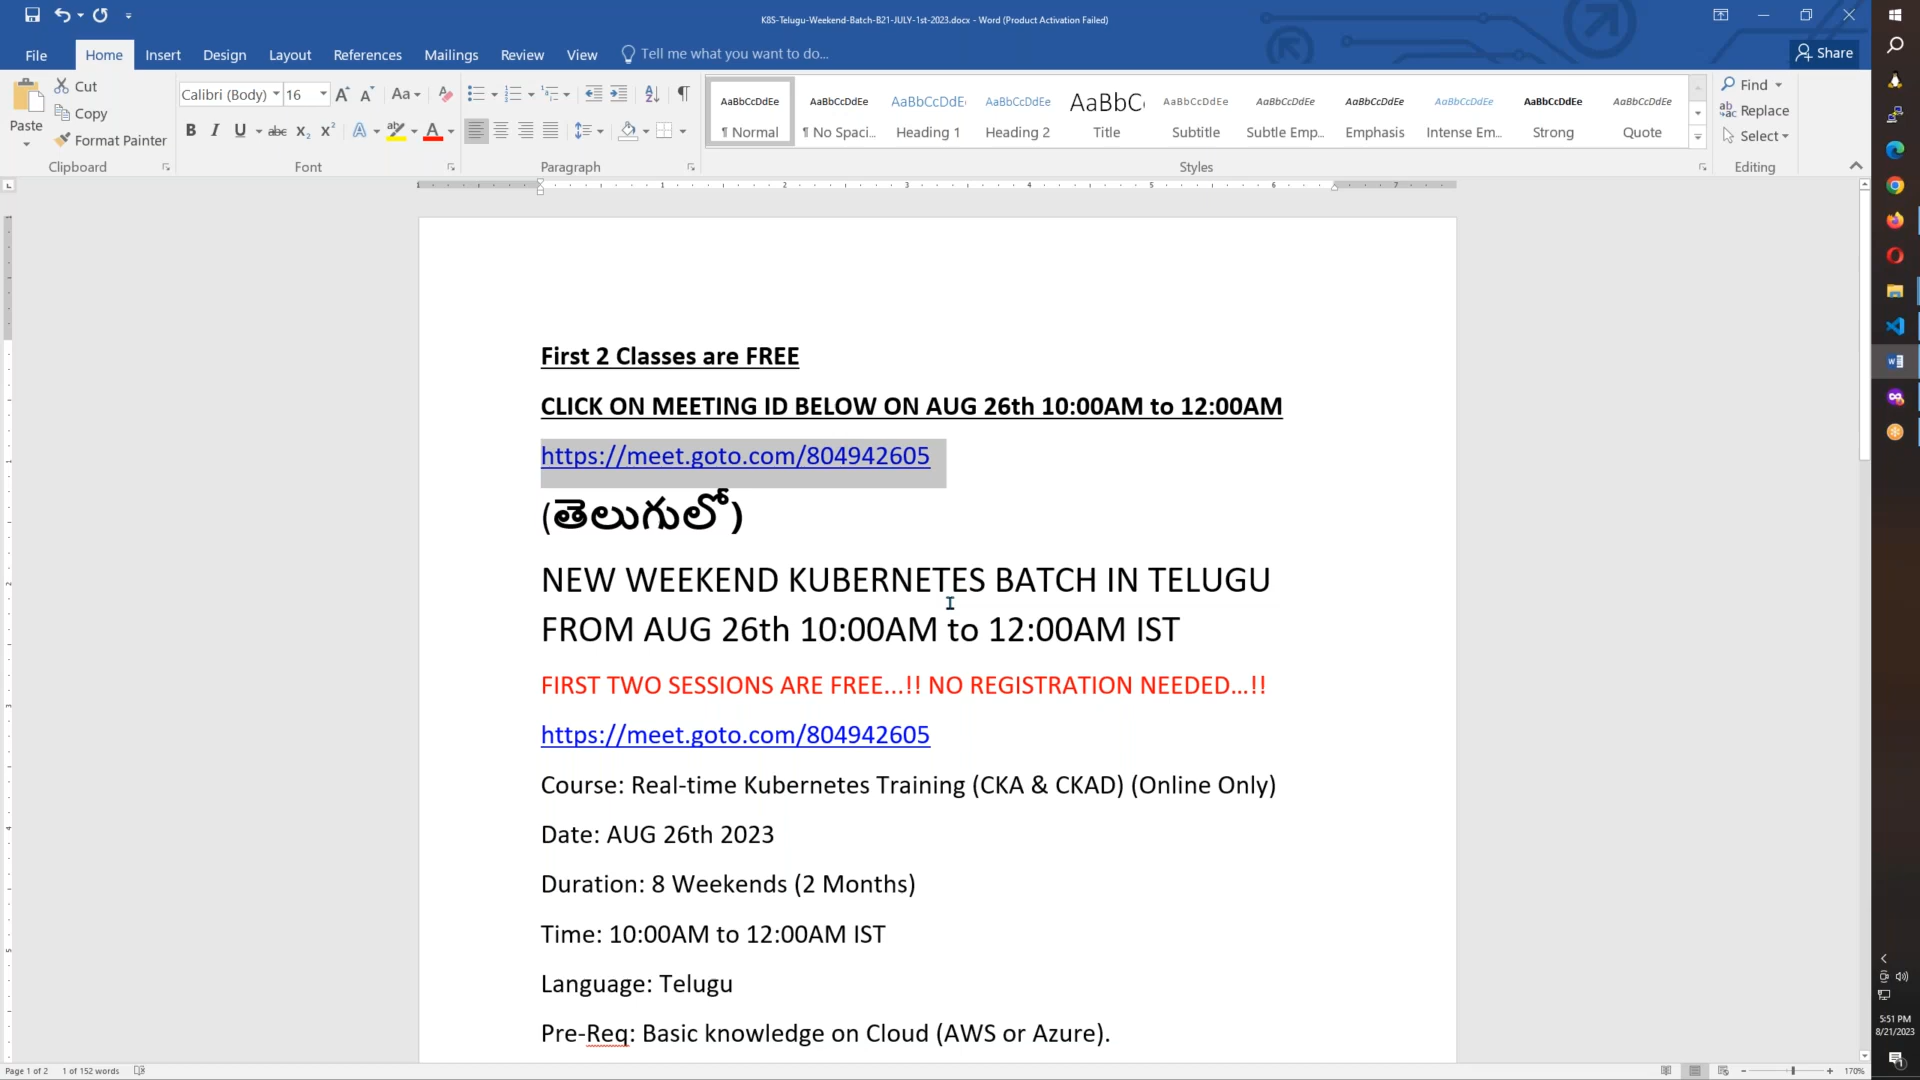 K8S-Telugu-Weekend-Batch-B21-JULY-1st-2023.docx - Word (Product Activation Failed)
File Home Insert Design Layout References Mailings Review View Tell me what you want to do... Share
Paste Cut Copy Format Painter Clipboard
Calibri (Body) 16 Aa Font
Paragraph
AaBbCcDdEe AaBbCcDdEe AaBbCcDdE AaBbCcDdEe AaBbC AaBbCcDdEe AaBbCcDdEe AaBbCcDdEe AaBbCcDdEe AaBbCcDdEe AaBbCcDdEe
¶ Normal ¶ No Spaci... Heading 1 Heading 2 Title Subtitle Subtle Emp... Emphasis Intense Em... Strong Quote
Styles
Find
Replace
Select
Editing
First 2 Classes are FREE
CLICK ON MEETING ID BELOW ON AUG 26th 10:00AM to 12:00AM
https://meet.goto.com/804942605
(తెలుగులో)
NEW WEEKEND KUBERNETES BATCH IN TELUGU
FROM AUG 26th 10:00AM to 12:00AM IST
FIRST TWO SESSIONS ARE FREE...!! NO REGISTRATION NEEDED...!!
https://meet.goto.com/804942605
Course: Real-time Kubernetes Training (CKA & CKAD) (Online Only)
Date: AUG 26th 2023
Duration: 8 Weekends (2 Months)
Time: 10:00AM to 12:00AM IST
Language: Telugu
Pre-Req: Basic knowledge on Cloud (AWS or Azure).
5:51 PM
8/21/2023
Page 1 of 2 1 of 152 words 170%